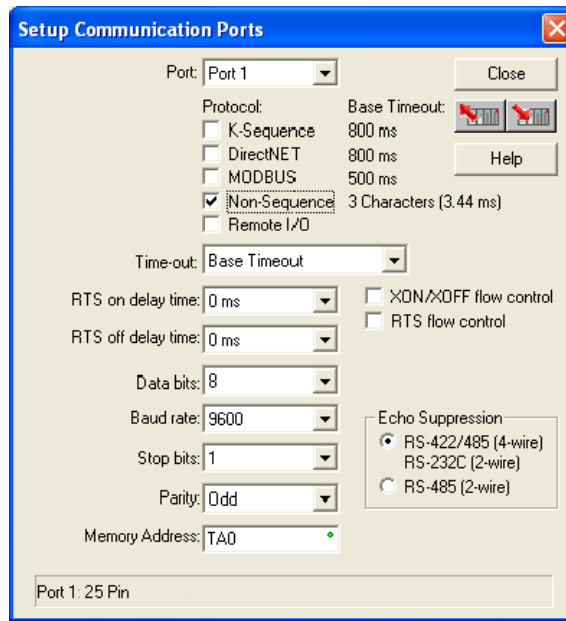 Setup Communication Ports
Port: Port 1
Close
Protocol: Base Timeout:
K-Sequence 800 ms
DirectNET 800 ms
Help
MODBUS 500 ms
Non-Sequence 3 Characters (3.44 ms)
Remote I/O
Time-out: Base Timeout
RTS on delay time: 0 ms
XON/XOFF flow control
RTS off delay time: 0 ms
RTS flow control
Data bits: 8
Baud rate: 9600
Echo Suppression
RS-422/485 (4-wire)
RS-232C (2-wire)
Stop bits: 1
RS-485 (2-wire)
Parity: Odd
Memory Address: TA0
Port 1: 25 Pin